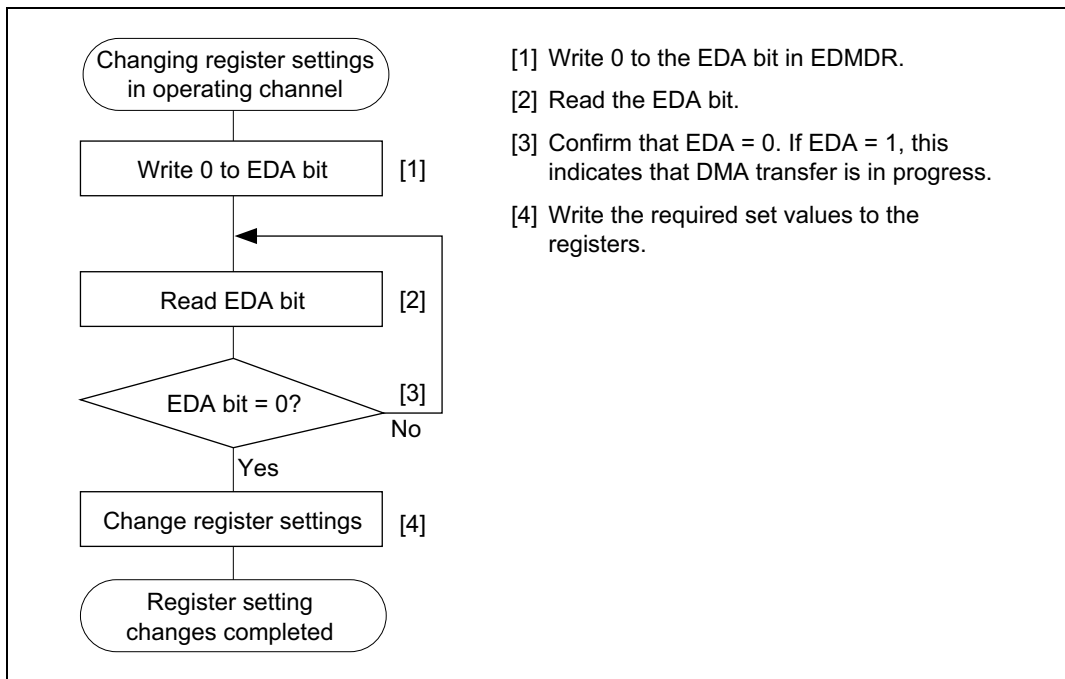 Changing register settings
in operating channel
Write 0 to EDA bit
[1]
Read EDA bit
[2]
EDA bit = 0?
[3]
No
Yes
Change register settings
[4]
Register setting
changes completed
[1] Write 0 to the EDA bit in EDMDR.
[2] Read the EDA bit.
[3] Confirm that EDA = 0. If EDA = 1, this
indicates that DMA transfer is in progress.
[4] Write the required set values to the
registers.